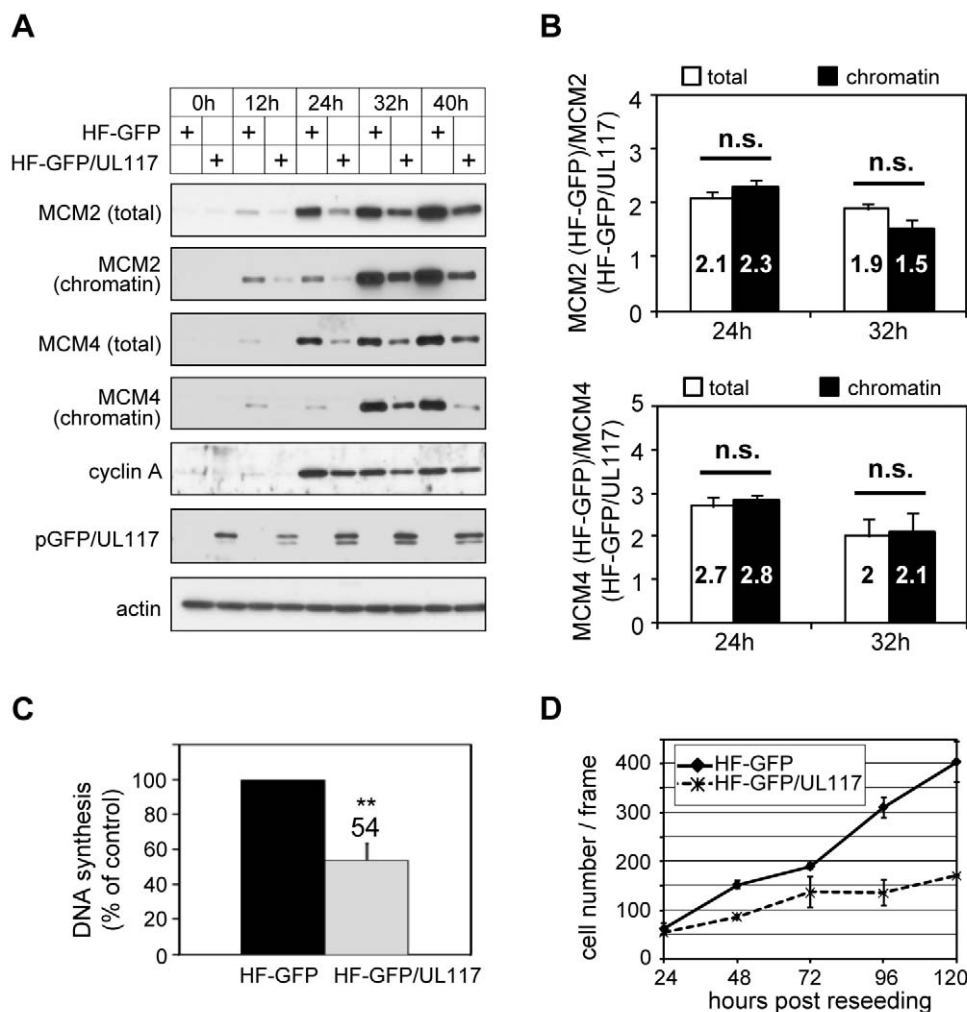 A
0h 12h 24h 32h 40h
HF-GFP + + + + +
HF-GFP/UL117 + + + + +
MCM2 (total)
MCM2
(chromatin)
MCM4 (total)
MCM4
(chromatin)
cyclin A
pGFP/UL117
actin
B
total chromatin
MCM2 (HF-GFP)/MCM2
(HF-GFP/UL117)
4
3
2
1
0
n.s. n.s.
2.1 2.3 1.9 1.5
24h 32h
total chromatin
MCM4 (HF-GFP)/MCM4
(HF-GFP/UL117)
5
4
3
2
1
0
n.s. n.s.
2.7 2.8 2 2.1
24h 32h
C
DNA synthesis
(% of control)
100
80
60
40
20
0
**
54
HF-GFP HF-GFP/UL117
D
cell number / frame
400
300
200
100
0
HF-GFP
HF-GFP/UL117
24 48 72 96 120
hours post reseeding